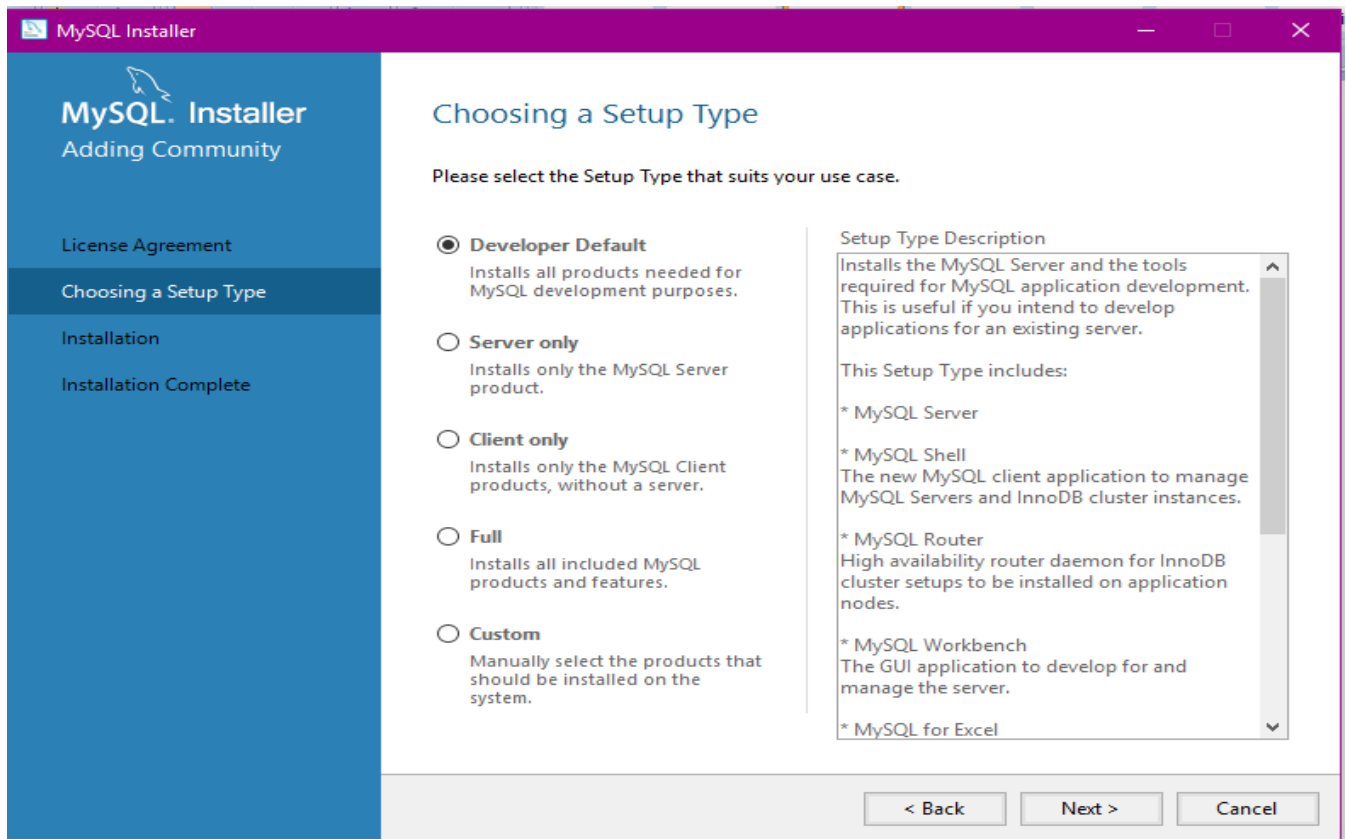 MySQL Installer
MySQL. Installer
Adding Community
License Agreement
Choosing a Setup Type
Installation
Installation Complete
Choosing a Setup Type
Please select the Setup Type that suits your use case.
Developer Default
Installs all products needed for
MySQL development purposes.
Server only
Installs only the MySQL Server
product.
Client only
Installs only the MySQL Client
products, without a server.
Full
Installs all included MySQL
products and features.
Custom
Manually select the products that
should be installed on the
system.
Setup Type Description
Installs the MySQL Server and the tools
required for MySQL application development.
This is useful if you intend to develop
applications for an existing server.
This Setup Type includes:
* MySQL Server
* MySQL Shell
The new MySQL client application to manage
MySQL Servers and InnoDB cluster instances.
* MySQL Router
High availability router daemon for InnoDB
cluster setups to be installed on application
nodes.
* MySQL Workbench
The GUI application to develop for and
manage the server.
* MySQL for Excel
< Back
Next >
Cancel